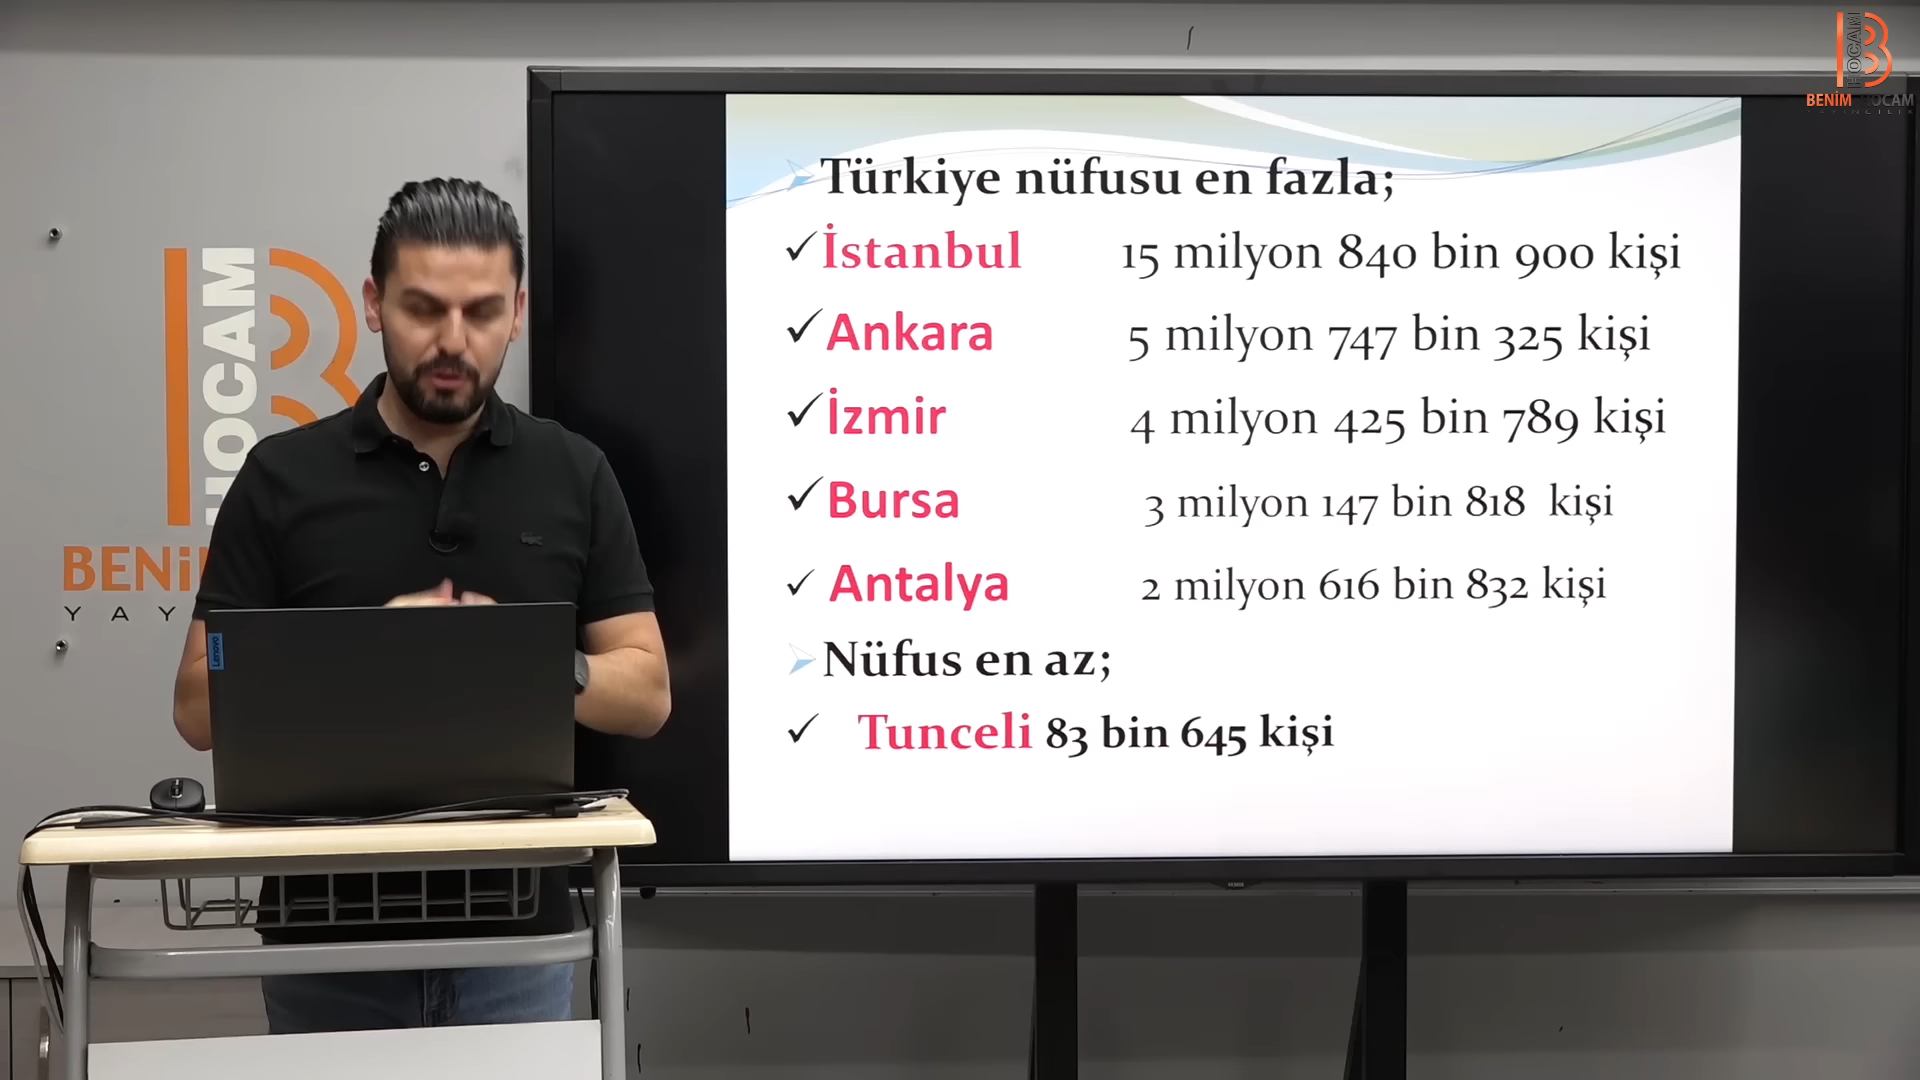 Türkiye nüfusu en fazla;
İstanbul 15 milyon 840 bin 900 kişi
Ankara 5 milyon 747 bin 325 kişi
İzmir 4 milyon 425 bin 789 kişi
Bursa 3 milyon 147 bin 818 kişi
Antalya 2 milyon 616 bin 832 kişi
Nüfus en az;
Tunceli 83 bin 645 kişi
HOCAM
BENİM HOCAM
YAYINCILIK
HOCAM
BENİ
YAY
Lenovo